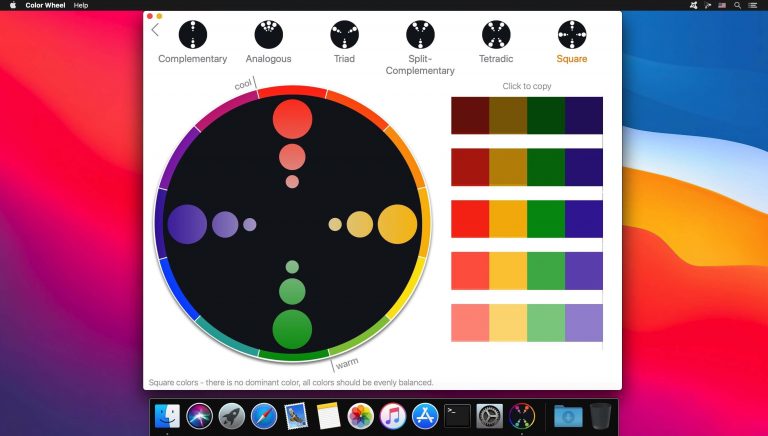 Color Wheel Help
Complementary
Analogous
Triad
Split-
Complementary
Tetradic
Square
cool
Click to copy
warm
Square colors - there is no dominant color, all colors should be evenly balanced.